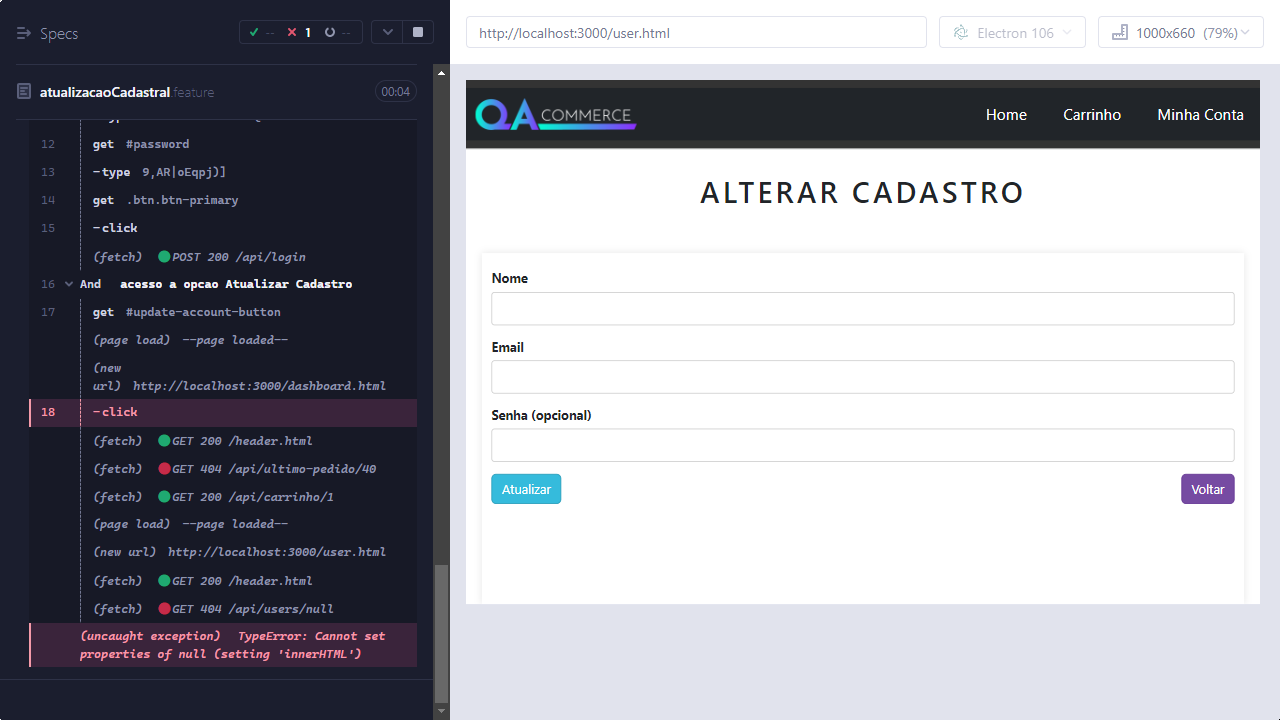 Specs
-- 1 --
atualizacaoCadastral feature
00:04
12 get #password
13 -type 9,AR|oEqpj)]
14 get .btn.btn-primary
15 -click
(fetch) POST 200 /api/login
16 And acesso a opcao Atualizar Cadastro
17 get #update-account-button
(page load) --page loaded--
(new
url) http://localhost:3000/dashboard.html
18 -click
(fetch) GET 200 /header.html
(fetch) GET 404 /api/ultimo-pedido/40
(fetch) GET 200 /api/carrinho/1
(page load) --page loaded--
(new url) http://localhost:3000/user.html
(fetch) GET 200 /header.html
(fetch) GET 404 /api/users/null
(uncaught exception) TypeError: Cannot set
properties of null (setting 'innerHTML')
http://localhost:3000/user.html
Electron 106
1000x660 (79%)
QA COMMERCE
Home Carrinho Minha Conta
ALTERAR CADASTRO
Nome
Email
Senha (opcional)
Atualizar Voltar